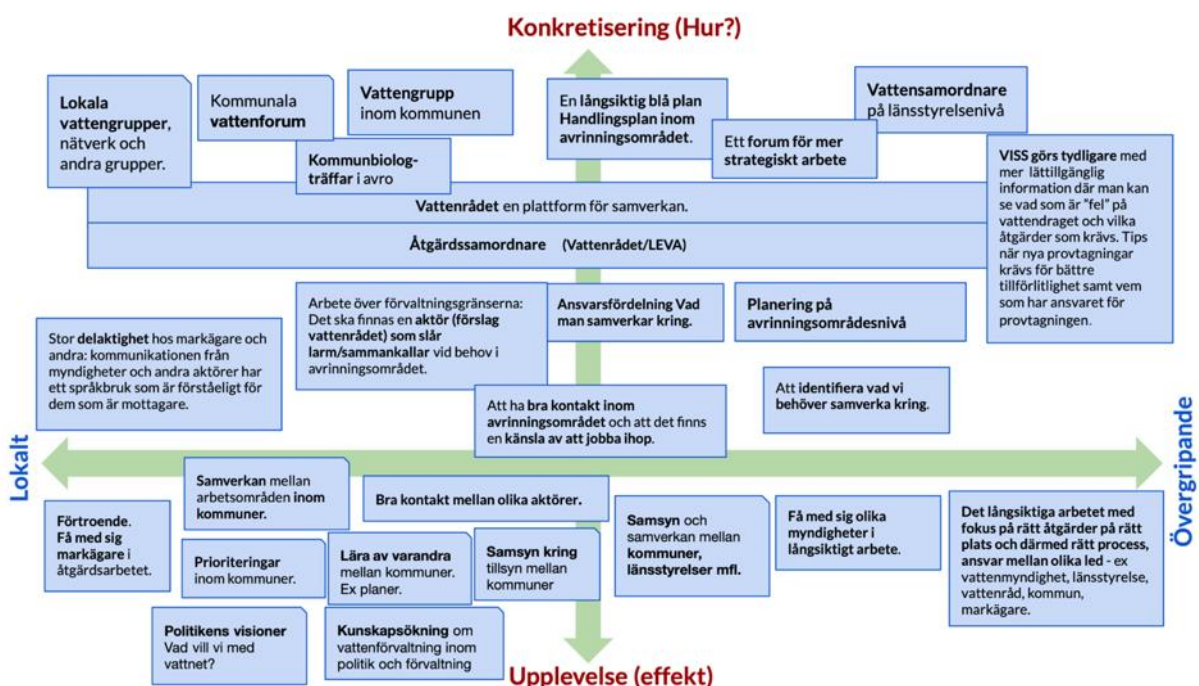 Konkretisering (Hur?)
Lokala
vattengrupper,
nätverk och
andra grupper.
Kommunala
vattenforum
Vattengrupp
inom kommunen
Kommunbiolog-
träffar i avro
En långsiktig blå plan
Handlingsplan inom
avrinningsområdet.
Ett forum för mer
strategiskt arbete
Vattensamordnare
på länsstyrelsenivå
VISS görs tydligare med
mer lättillgänglig
information där man kan
se vad som är "fel" på
vattendraget och vilka
åtgärder som krävs. Tips
när nya provtagningar
krävs för bättre
tillförlitlighet samt vem
som har ansvaret för
provtagningen.
Vattenrådet en plattform för samverkan.
Åtgärdssamordnare (Vattenrådet/LEVA)
Stor delaktighet hos markägare och
andra: kommunikationen från
myndigheter och andra aktörer har
ett språkbruk som är förståeligt för
dem som är mottagare.
Arbete över förvaltningsgränserna:
Det ska finnas en aktör (förslag
vattenrådet) som slår
larm/sammankallar vid behov i
avrinningsområdet.
Ansvarsfördelning Vad
man samverkar kring.
Planering på
avrinningsområdesnivå
Att ha bra kontakt inom
avrinningsområdet och att det finns
en känsla av att jobba ihop.
Att identifiera vad vi
behöver samverka kring.
Lokalt
Övergripande
Samverkan mellan
arbetsområden inom
kommuner.
Bra kontakt mellan olika aktörer.
Förtroende.
Få med sig
markägare i
åtgärdsarbetet.
Prioriteringar
inom kommuner.
Lära av varandra
mellan kommuner.
Ex planer.
Samsyn kring
tillsyn mellan
kommuner
Samsyn och
samverkan mellan
kommuner,
länsstyrelser mfl.
Få med sig olika
myndigheter i
långsiktigt arbete.
Det långsiktiga arbetet med
fokus på rätt åtgärder på rätt
plats och därmed rätt process,
ansvar mellan olika led - ex
vattenmyndighet, länsstyrelse,
vattenråd, kommun,
markägare.
Politikens visioner
Vad vill vi med
vattnet?
Kunskapsökning om
vattenförvaltning inom
politik och förvaltning
Upplevelse (effekt)